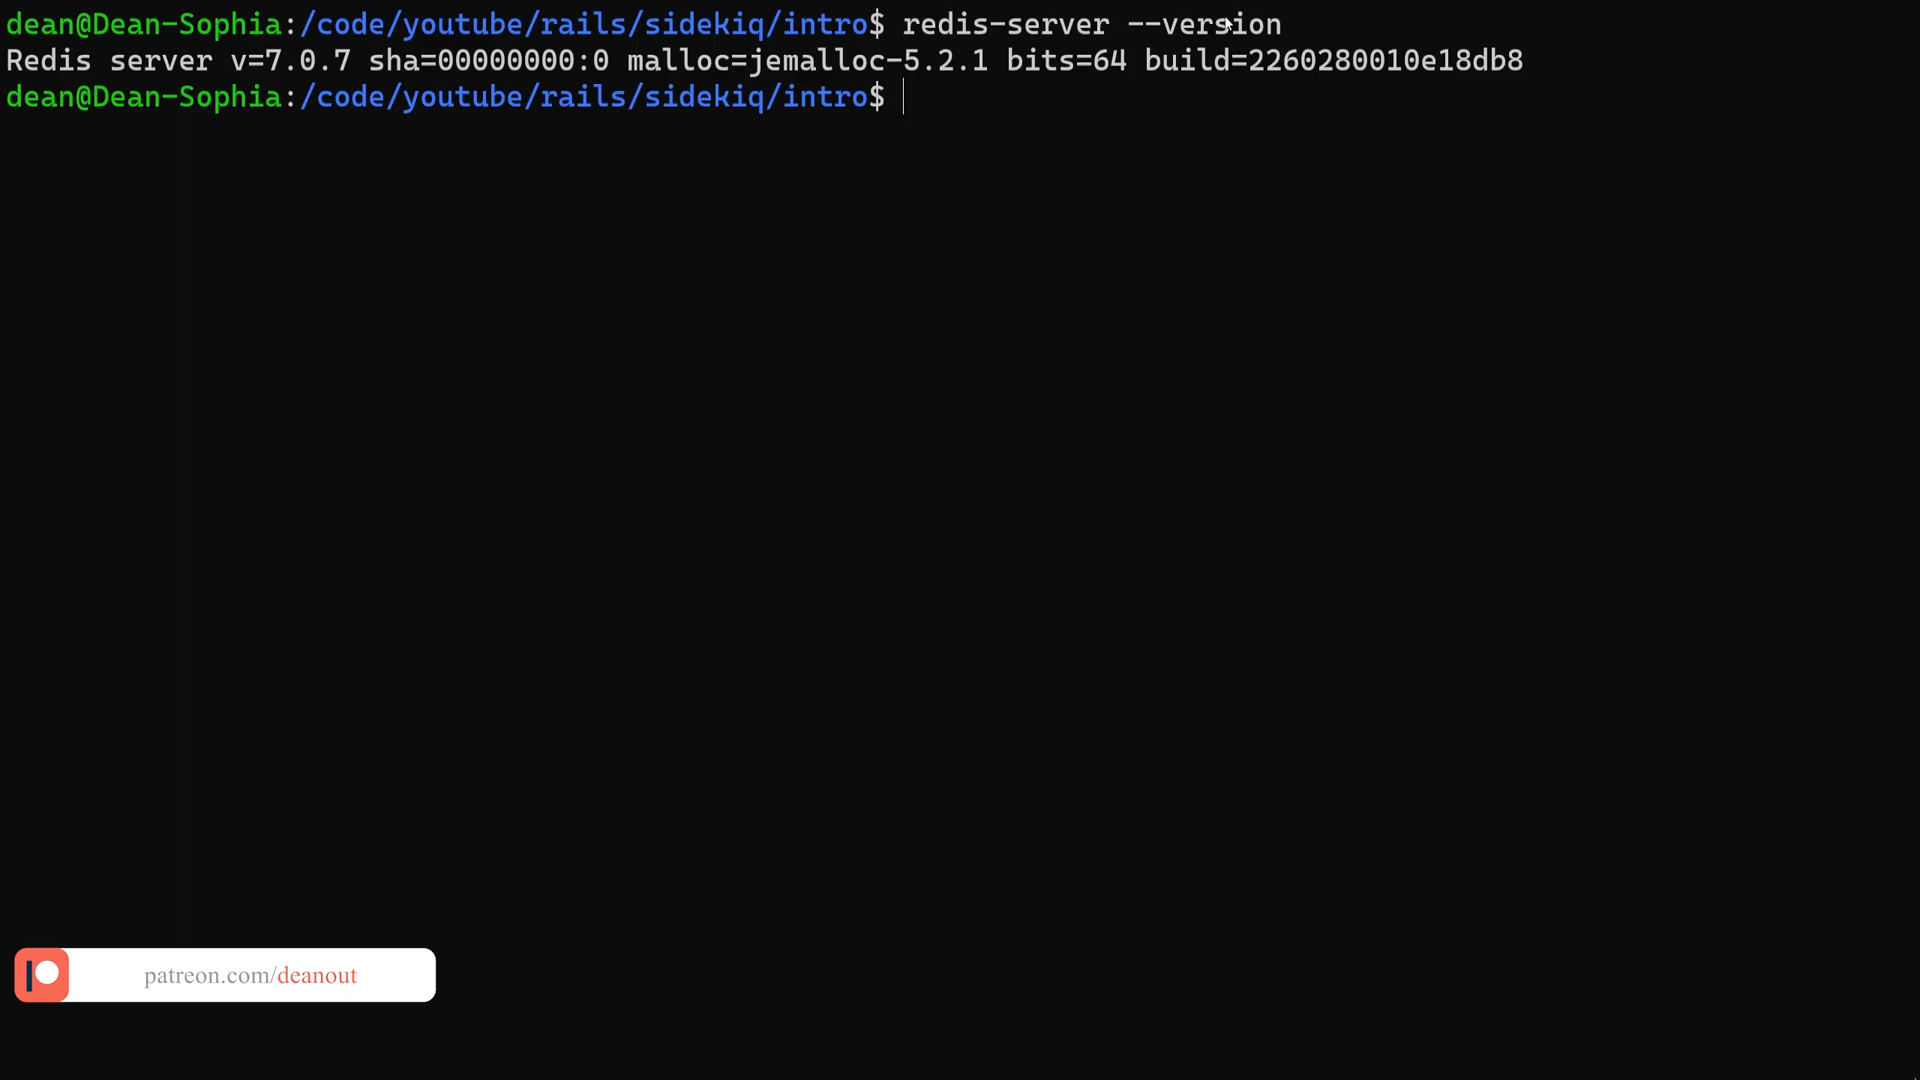 dean@Dean-Sophia:/code/youtube/rails/sidekiq/intro$ redis-server --version
Redis server v=7.0.7 sha=00000000:0 malloc=jemalloc-5.2.1 bits=64 build=2260280010e18db8
dean@Dean-Sophia:/code/youtube/rails/sidekiq/intro$
patreon.com/deanout